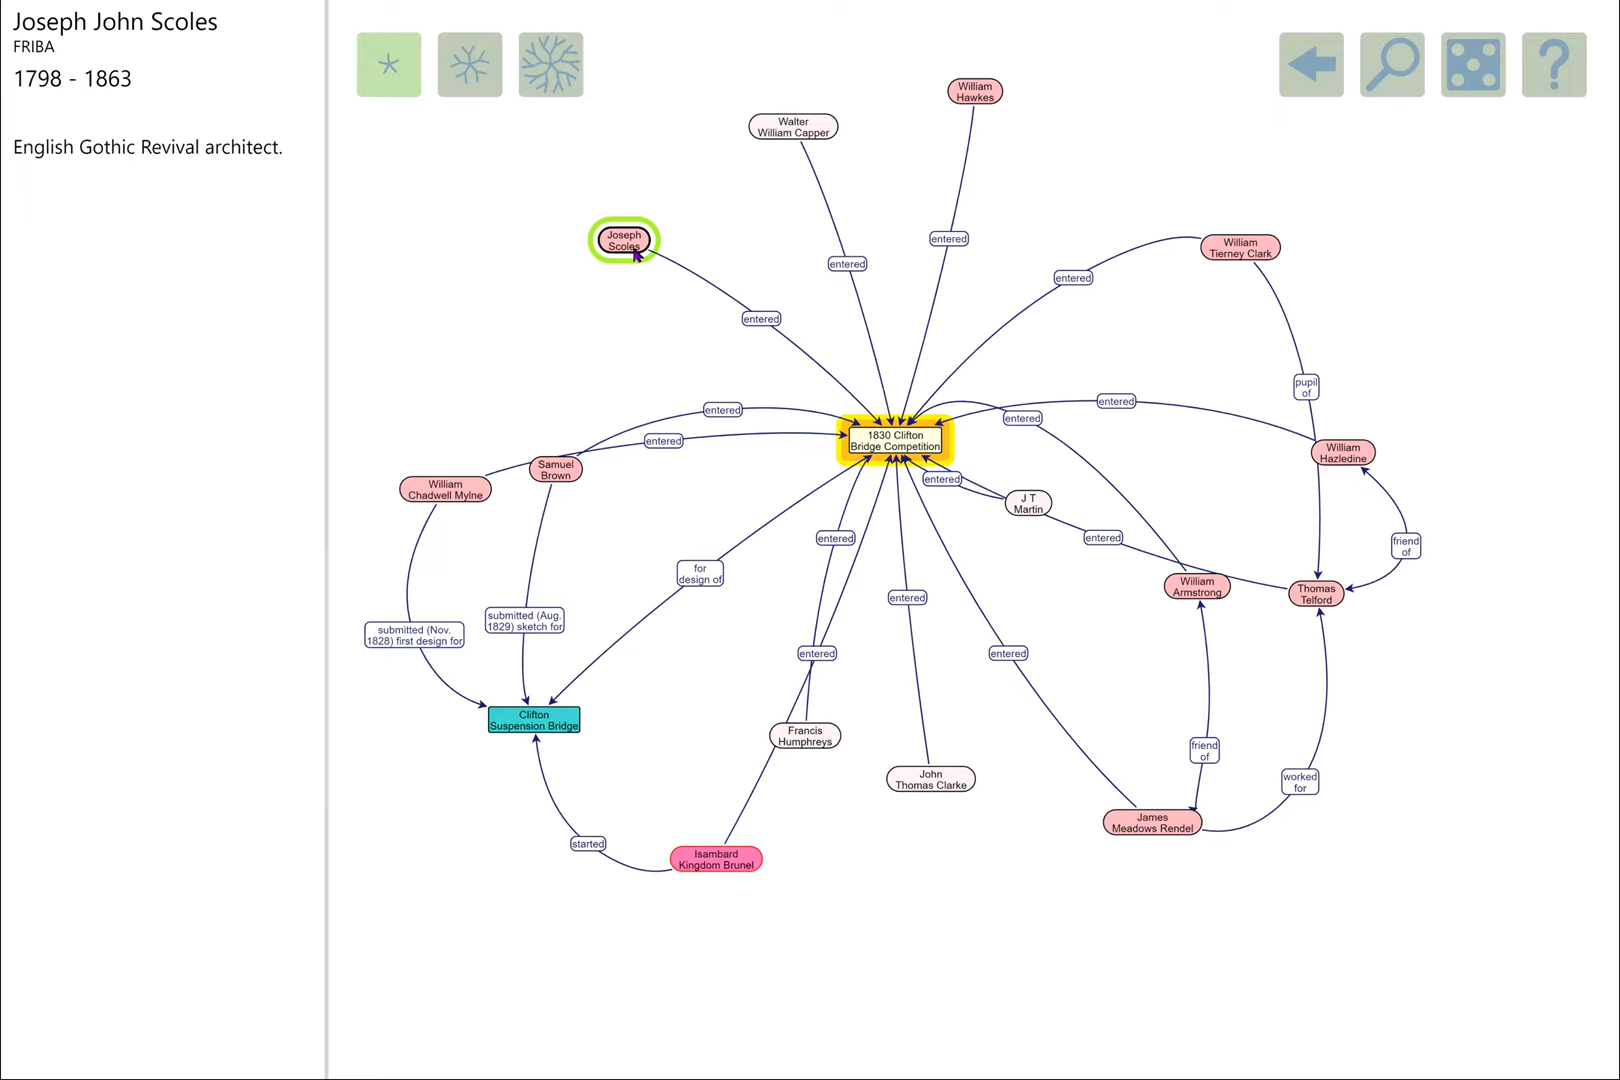 Joseph John Scoles
FRIBA
1798 - 1863
English Gothic Revival architect.
William
Hawkes
Walter
William Capper
Joseph
Scoles
entered
William
Tierney Clark
entered
entered
entered
pupil
of
entered
entered
entered
1830 Clifton
Bridge Competition
entered
entered
William
Hazledine
Samuel
Brown
William
Chadwell Mylne
entered
J T
Martin
entered
entered
friend
of
for
design of
William
Armstrong
Thomas
Telford
entered
submitted (Aug.
1829) sketch for
submitted (Nov.
1828) first design for
entered
entered
Clifton
Suspension Bridge
Francis
Humphreys
friend
of
John
Thomas Clarke
worked
for
James
Meadows Rendel
started
Isambard
Kingdom Brunel
?